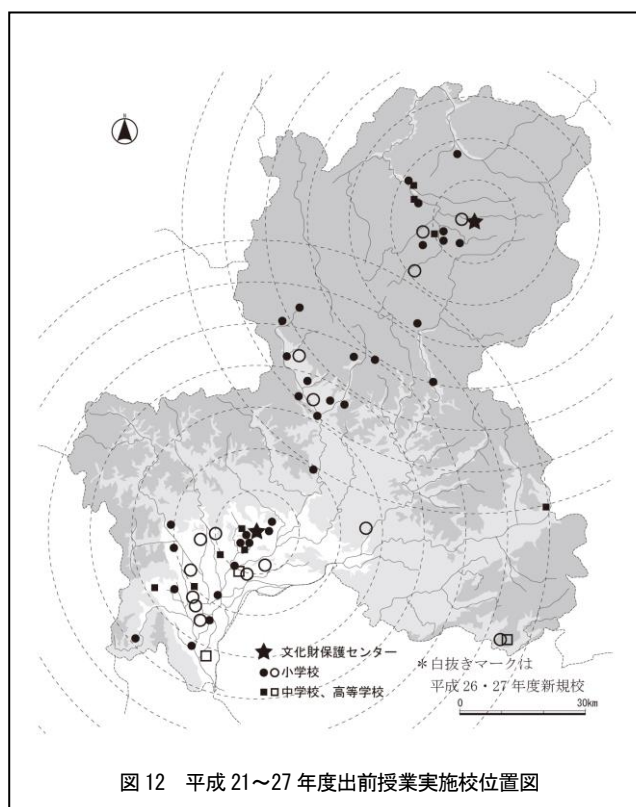 ★文化財保護センター
●○小学校
■□中学校、高等学校
＊白抜きマークは
平成26・27年度新規校
0 30km
図12 平成21～27年度出前授業実施校位置図